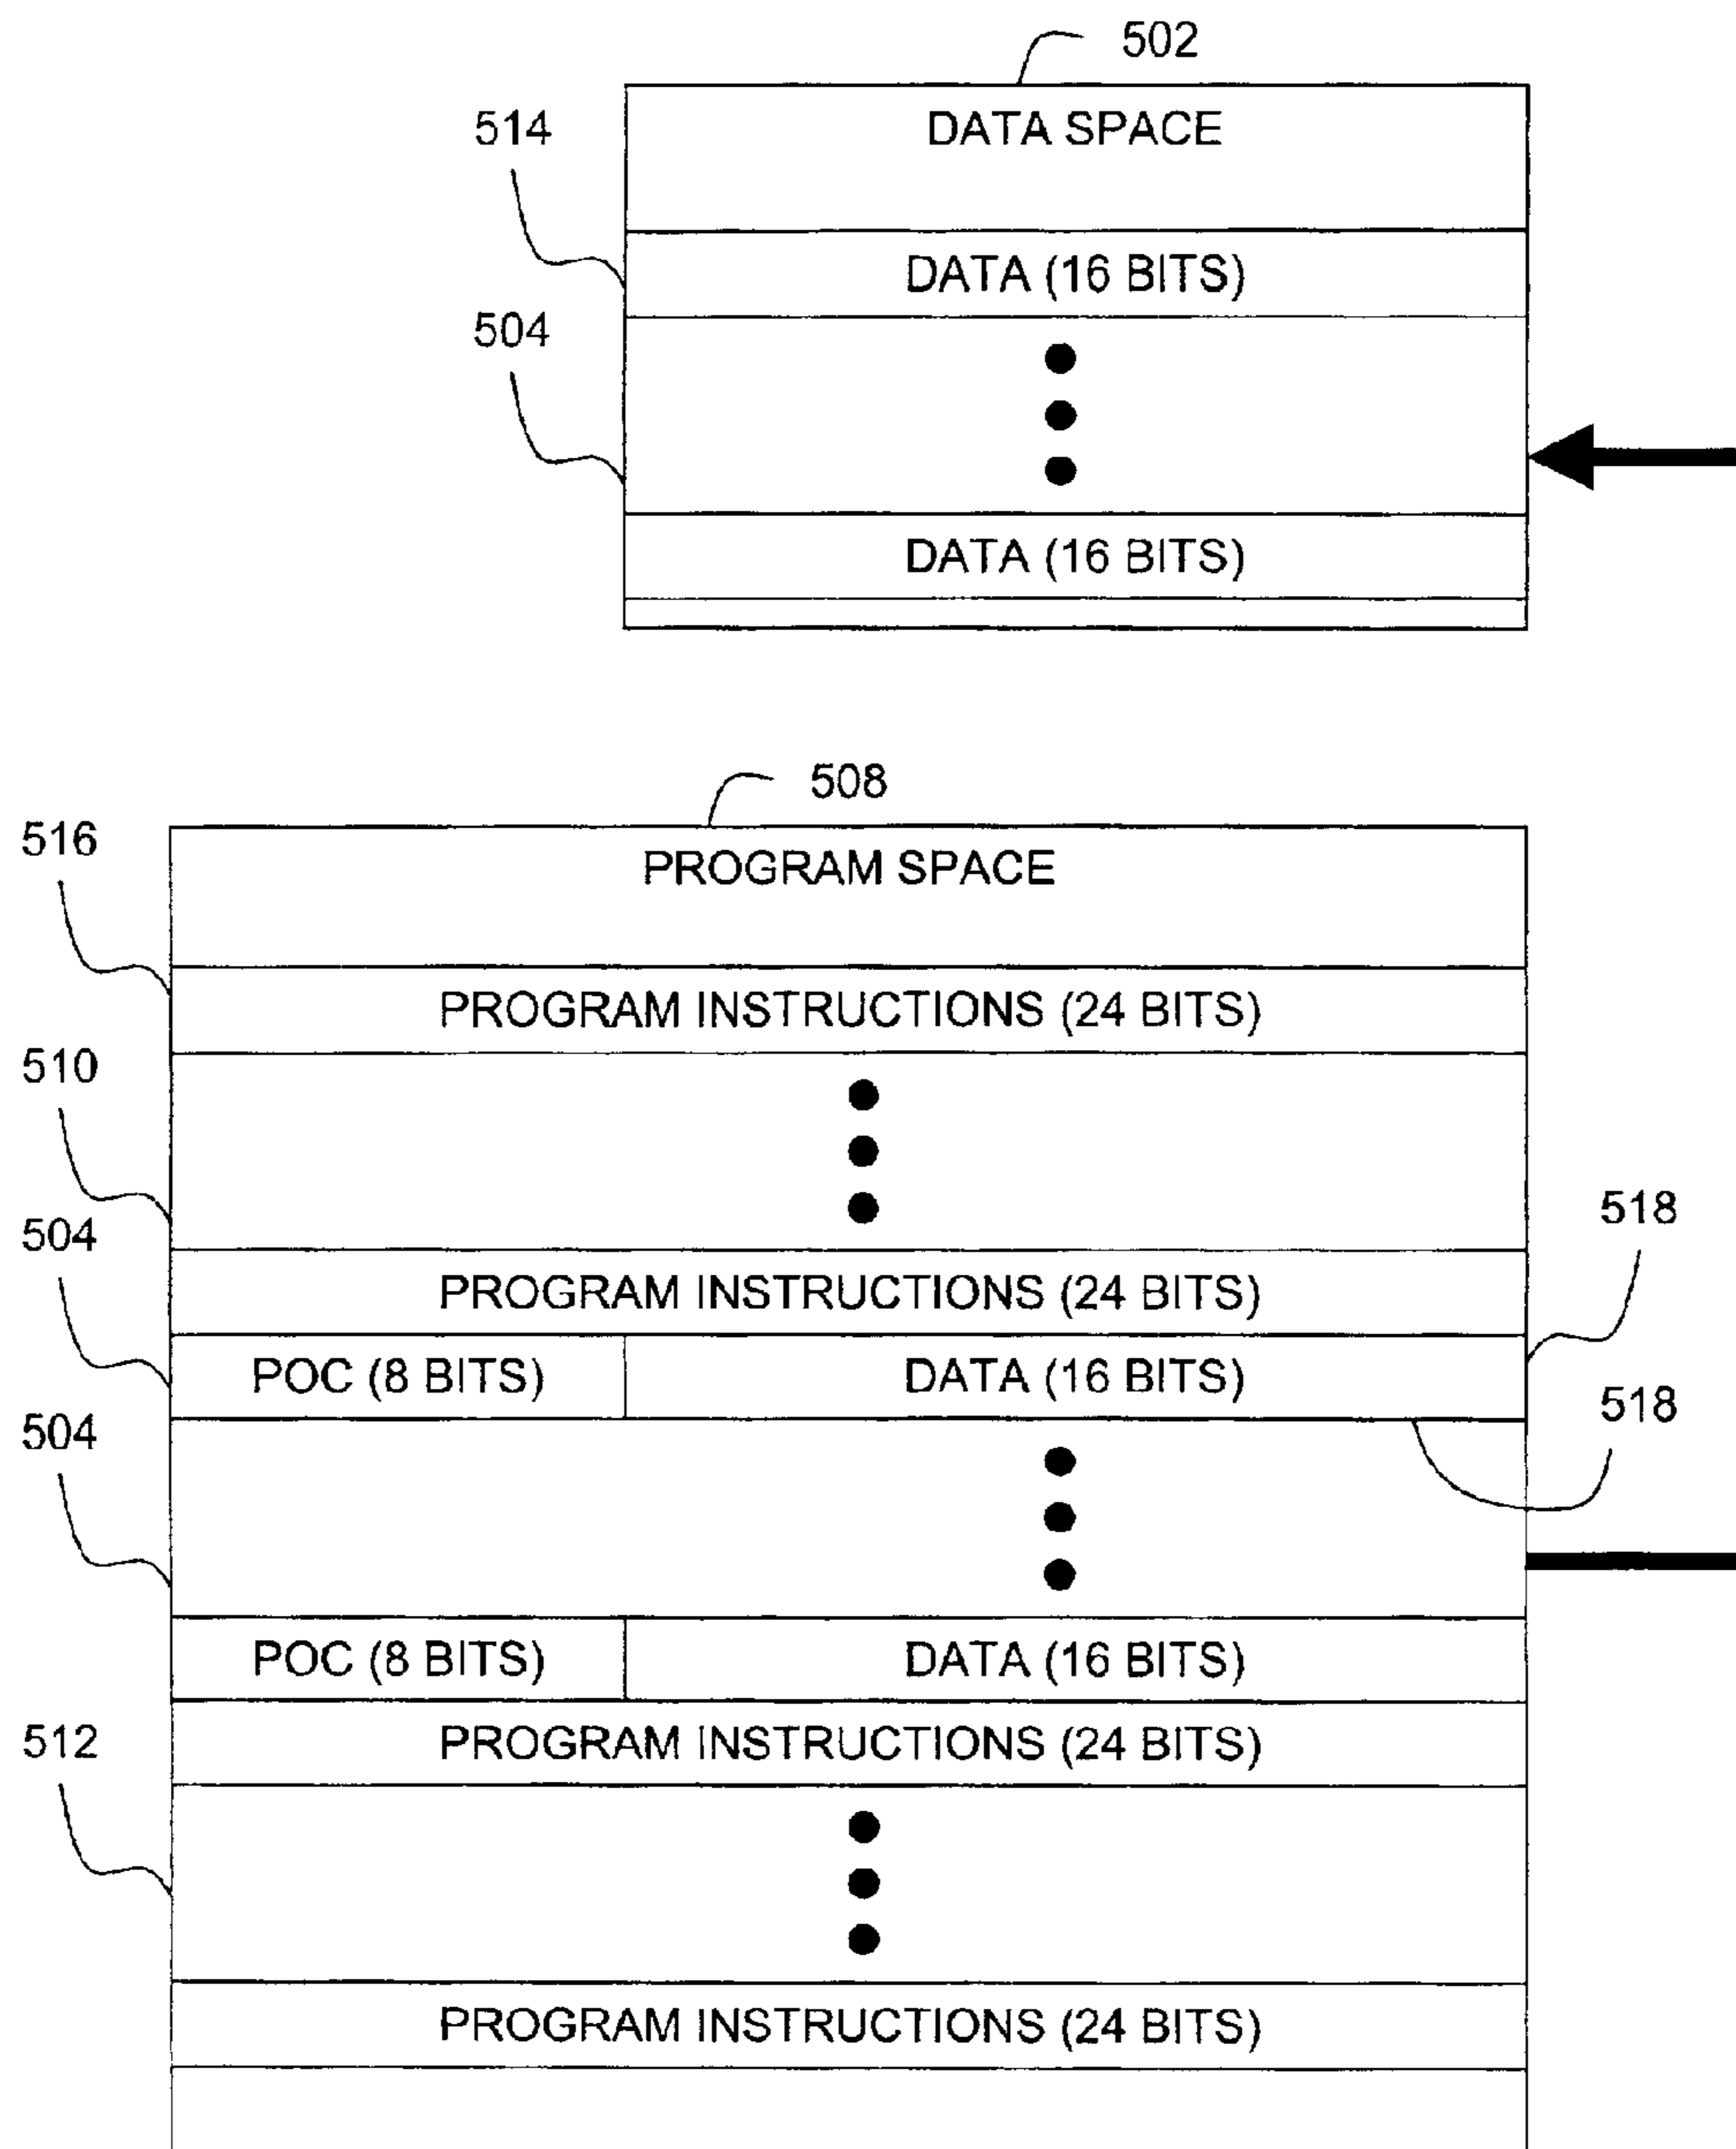 502
DATA SPACE
514
DATA (16 BITS)
504
DATA (16 BITS)
508
PROGRAM SPACE
516
PROGRAM INSTRUCTIONS (24 BITS)
510
518
504
PROGRAM INSTRUCTIONS (24 BITS)
POC (8 BITS) DATA (16 BITS)
518
504
POC (8 BITS) DATA (16 BITS)
PROGRAM INSTRUCTIONS (24 BITS)
512
PROGRAM INSTRUCTIONS (24 BITS)